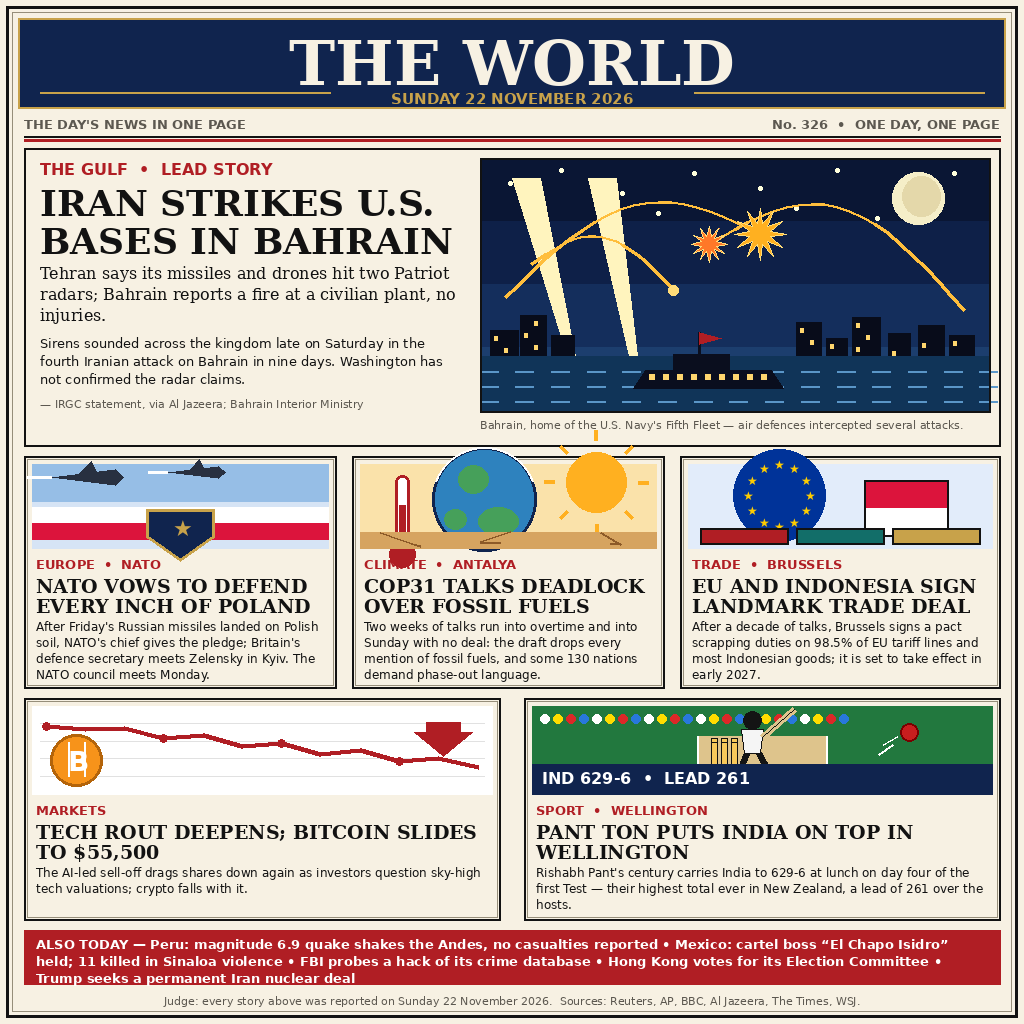 THE WORLD
SUNDAY 22 NOVEMBER 2026
THE DAY'S NEWS IN ONE PAGE
No. 326 • ONE DAY, ONE PAGE
THE GULF • LEAD STORY
IRAN STRIKES U.S.
BASES IN BAHRAIN
Tehran says its missiles and drones hit two Patriot
radars; Bahrain reports a fire at a civilian plant, no
injuries.
Sirens sounded across the kingdom late on Saturday in the
fourth Iranian attack on Bahrain in nine days. Washington has
not confirmed the radar claims.
— IRGC statement, via Al Jazeera; Bahrain Interior Ministry
Bahrain, home of the U.S. Navy's Fifth Fleet — air defences intercepted several attacks.
EUROPE • NATO
NATO VOWS TO DEFEND
EVERY INCH OF POLAND
After Friday's Russian missiles landed on Polish
soil, NATO's chief gives the pledge; Britain's
defence secretary meets Zelensky in Kyiv. The
NATO council meets Monday.
CLIMATE • ANTALYA
COP31 TALKS DEADLOCK
OVER FOSSIL FUELS
Two weeks of talks run into overtime and into
Sunday with no deal: the draft drops every
mention of fossil fuels, and some 130 nations
demand phase-out language.
TRADE • BRUSSELS
EU AND INDONESIA SIGN
LANDMARK TRADE DEAL
After a decade of talks, Brussels signs a pact
scrapping duties on 98.5% of EU tariff lines and
most Indonesian goods; it is set to take effect in
early 2027.
B
MARKETS
TECH ROUT DEEPENS; BITCOIN SLIDES
TO $55,500
The AI-led sell-off drags shares down again as investors question sky-high
tech valuations; crypto falls with it.
IND 629-6 • LEAD 261
SPORT • WELLINGTON
PANT TON PUTS INDIA ON TOP IN
WELLINGTON
Rishabh Pant's century carries India to 629-6 at lunch on day four of the
first Test — their highest total ever in New Zealand, a lead of 261 over the
hosts.
ALSO TODAY — Peru: magnitude 6.9 quake shakes the Andes, no casualties reported • Mexico: cartel boss “El Chapo Isidro”
held; 11 killed in Sinaloa violence • FBI probes a hack of its crime database • Hong Kong votes for its Election Committee •
Trump seeks a permanent Iran nuclear deal
Judge: every story above was reported on Sunday 22 November 2026. Sources: Reuters, AP, BBC, Al Jazeera, The Times, WSJ.